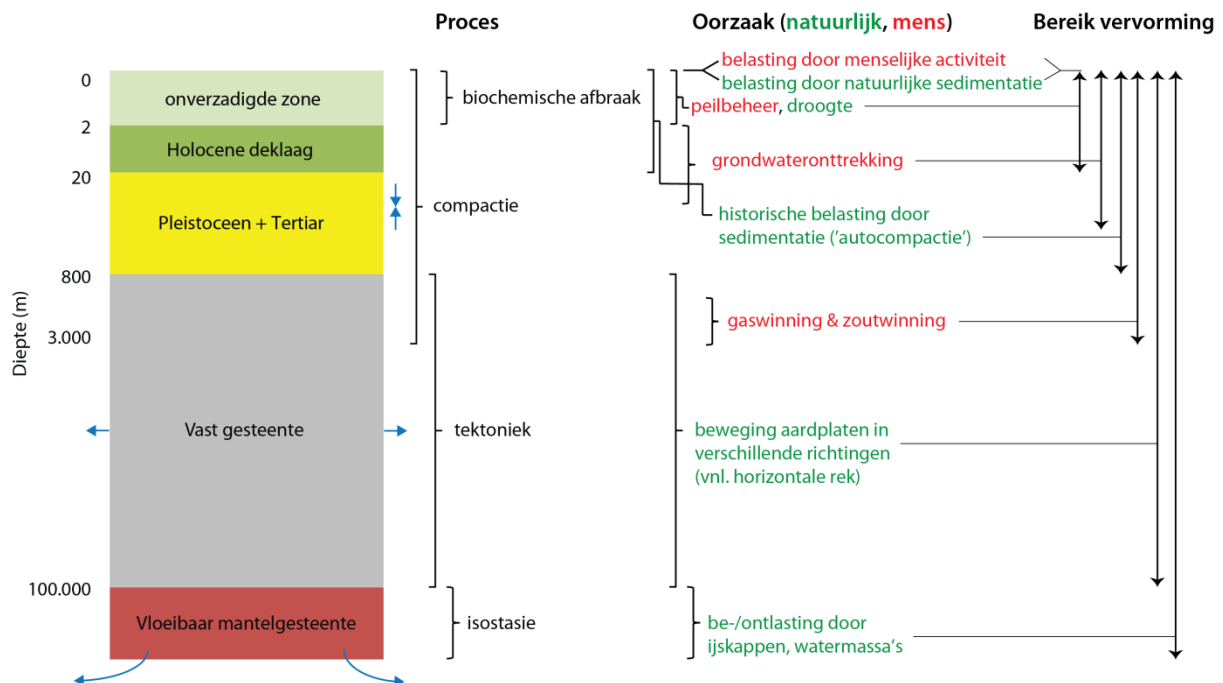 Proces
Oorzaak (natuurlijk, mens)
Bereik vervorming
Diepte (m)
0
2
20
800
3.000
100.000
onverzadigde zone
Holocene deklaag
Pleistoceen + Tertiar
Vast gesteente
Vloeibaar mantelgesteente
biochemische afbraak
compactie
tektoniek
isostasie
belasting door menselijke activiteit
belasting door natuurlijke sedimentatie
peilbeheer, droogte
grondwateronttrekking
historische belasting door
sedimentatie ('autocompactie')
gaswinning & zoutwinning
beweging aardplaten in
verschillende richtingen
(vnl. horizontale rek)
be-/ontlasting door
ijskappen, watermassa's